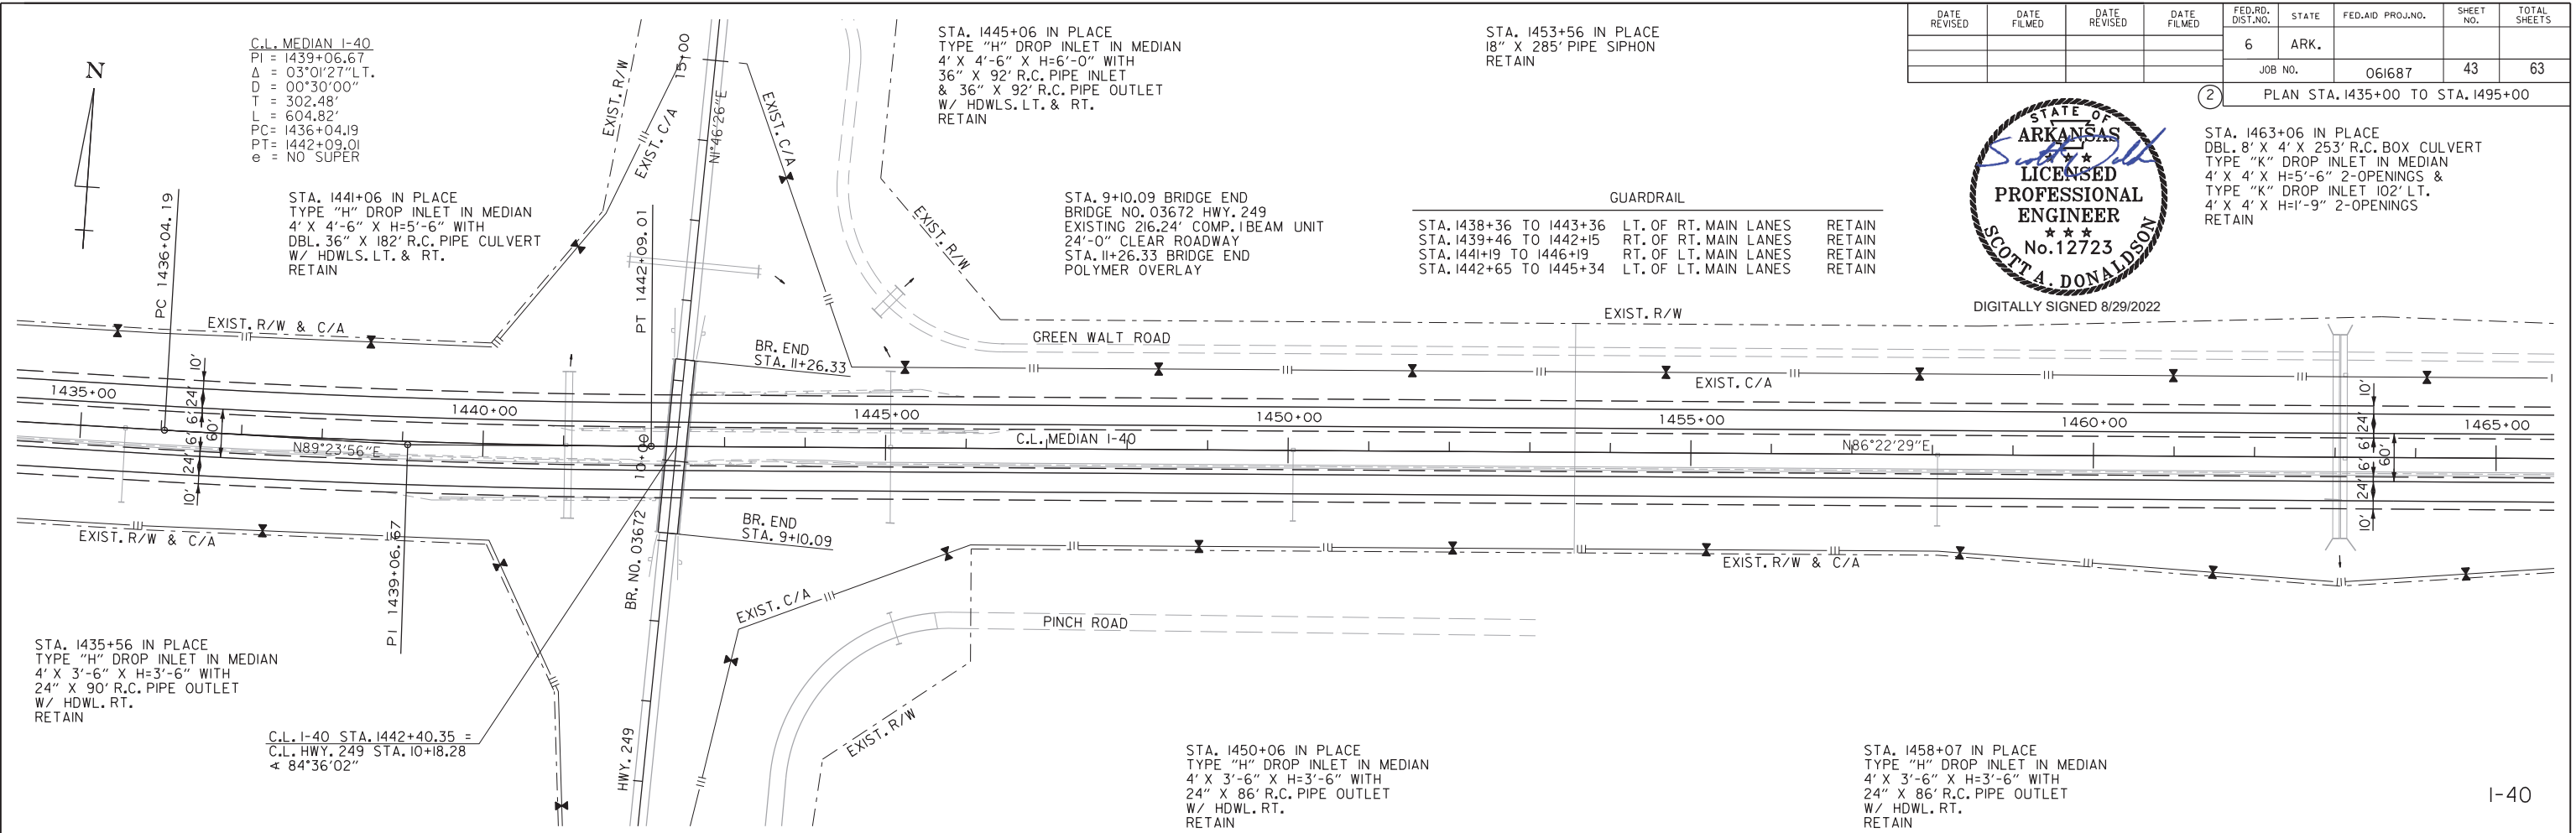 DATE REVISED
DATE FILMED
DATE REVISED
DATE FILMED
FED.RD. DIST.NO.
STATE
FED.AID PROJ.NO.
SHEET NO.
TOTAL SHEETS
6
ARK.
JOB NO.
061687
43
63
2
PLAN STA. 1435+00 TO STA. 1495+00
C.L. MEDIAN I-40
PI = 1439+06.67
Δ = 03°01'27"LT.
D = 00°30'00"
T = 302.48'
L = 604.82'
PC= 1436+04.19
PT= 1442+09.01
e = NO SUPER
N
STA. 1441+06 IN PLACE
TYPE "H" DROP INLET IN MEDIAN
4' X 4'-6" X H=5'-6" WITH
DBL. 36" X 182' R.C. PIPE CULVERT
W/ HDWLS. LT. & RT.
RETAIN
STA. 1445+06 IN PLACE
TYPE "H" DROP INLET IN MEDIAN
4' X 4'-6" X H=6'-0" WITH
36" X 92' R.C. PIPE INLET
& 36" X 92' R.C. PIPE OUTLET
W/ HDWLS. LT. & RT.
RETAIN
STA. 1453+56 IN PLACE
18" X 285' PIPE SIPHON
RETAIN
STA. 9+10.09 BRIDGE END
BRIDGE NO. 03672 HWY. 249
EXISTING 216.24' COMP. I BEAM UNIT
24'-0" CLEAR ROADWAY
STA. 11+26.33 BRIDGE END
POLYMER OVERLAY
GUARDRAIL
STA. 1438+36 TO 1443+36 LT. OF RT. MAIN LANES RETAIN
STA. 1439+46 TO 1442+15 RT. OF RT. MAIN LANES RETAIN
STA. 1441+19 TO 1446+19 RT. OF LT. MAIN LANES RETAIN
STA. 1442+65 TO 1445+34 LT. OF LT. MAIN LANES RETAIN
STATE OF
ARKANSAS
LICENSED
PROFESSIONAL
ENGINEER
No.12723
SCOTT A. DONALDSON
DIGITALLY SIGNED 8/29/2022
STA. 1463+06 IN PLACE
DBL. 8' X 4' X 253' R.C. BOX CULVERT
TYPE "K" DROP INLET IN MEDIAN
4' X 4' X H=5'-6" 2-OPENINGS &
TYPE "K" DROP INLET 102' LT.
4' X 4' X H=1'-9" 2-OPENINGS
RETAIN
EXIST. R/W
EXIST. C/A
15+00
N1°46'26"E
EXIST. C/A
EXIST. R/W
PC 1436+04.19
PT 1442+09.01
EXIST. R/W & C/A
BR. END
STA. 11+26.33
GREEN WALT ROAD
EXIST. R/W
EXIST. C/A
1435+00
1440+00
1445+00
1450+00
1455+00
1460+00
1465+00
10'
24'
6'
60'
6'
24'
10'
N89°23'56"E
10+00
C.L. MEDIAN I-40
N86°22'29"E
10'
24'
6'
60'
6'
24'
10'
EXIST. R/W & C/A
PI 1439+06.67
BR. NO. 03672
BR. END
STA. 9+10.09
EXIST. R/W & C/A
EXIST. C/A
PINCH ROAD
EXIST. R/W
HWY. 249
STA. 1435+56 IN PLACE
TYPE "H" DROP INLET IN MEDIAN
4' X 3'-6" X H=3'-6" WITH
24" X 90' R.C. PIPE OUTLET
W/ HDWL. RT.
RETAIN
C.L. I-40 STA. 1442+40.35 =
C.L. HWY. 249 STA. 10+18.28
∢ 84°36'02"
STA. 1450+06 IN PLACE
TYPE "H" DROP INLET IN MEDIAN
4' X 3'-6" X H=3'-6" WITH
24" X 86' R.C. PIPE OUTLET
W/ HDWL. RT.
RETAIN
STA. 1458+07 IN PLACE
TYPE "H" DROP INLET IN MEDIAN
4' X 3'-6" X H=3'-6" WITH
24" X 86' R.C. PIPE OUTLET
W/ HDWL. RT.
RETAIN
I-40